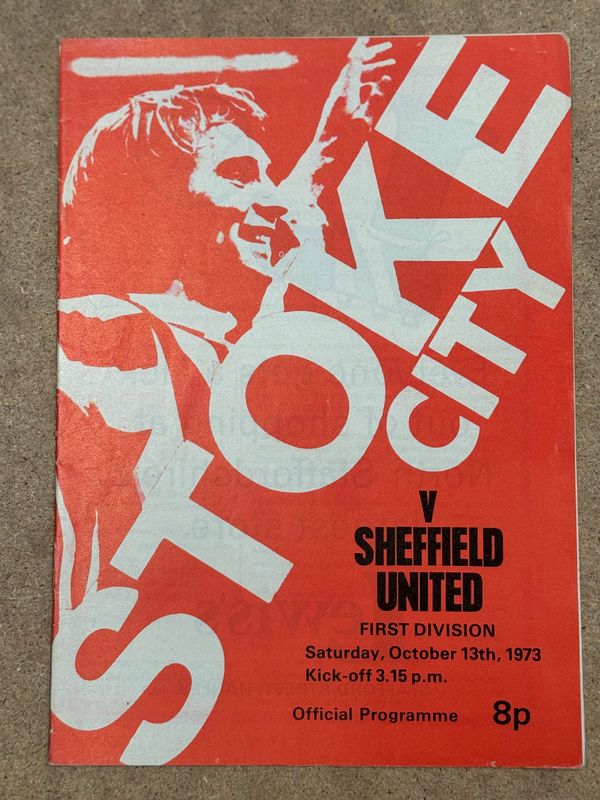 STOKE
CITY
V
SHEFFIELD
UNITED
FIRST DIVISION
Saturday, October 13th, 1973
Kick-off 3.15 p.m.
Official Programme 8p